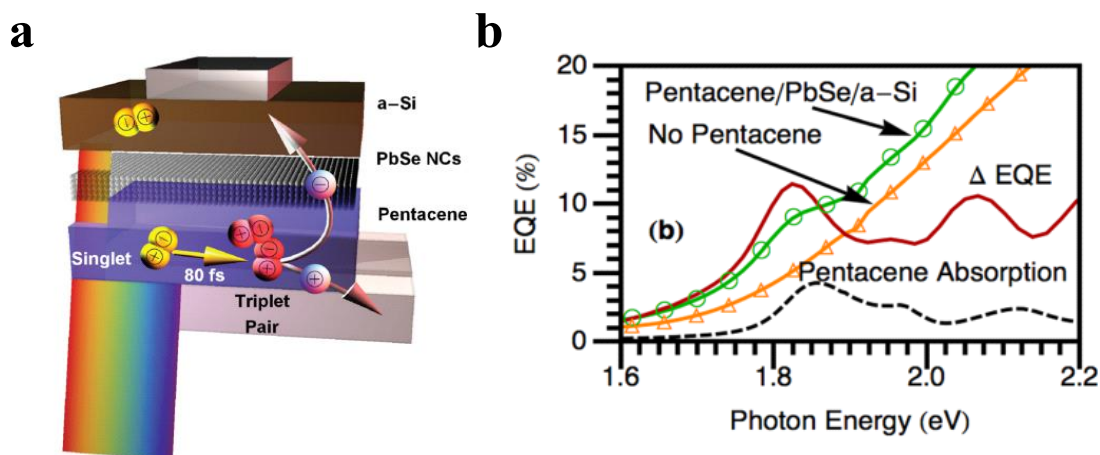 a
a–Si
PbSe NCs
Pentacene
Singlet
80 fs
Triplet
Pair
b
20
15
10
5
0
EQE (%)
Pentacene/PbSe/a–Si
No Pentacene
Δ EQE
(b)
Pentacene Absorption
1.6
1.8
2.0
2.2
Photon Energy (eV)